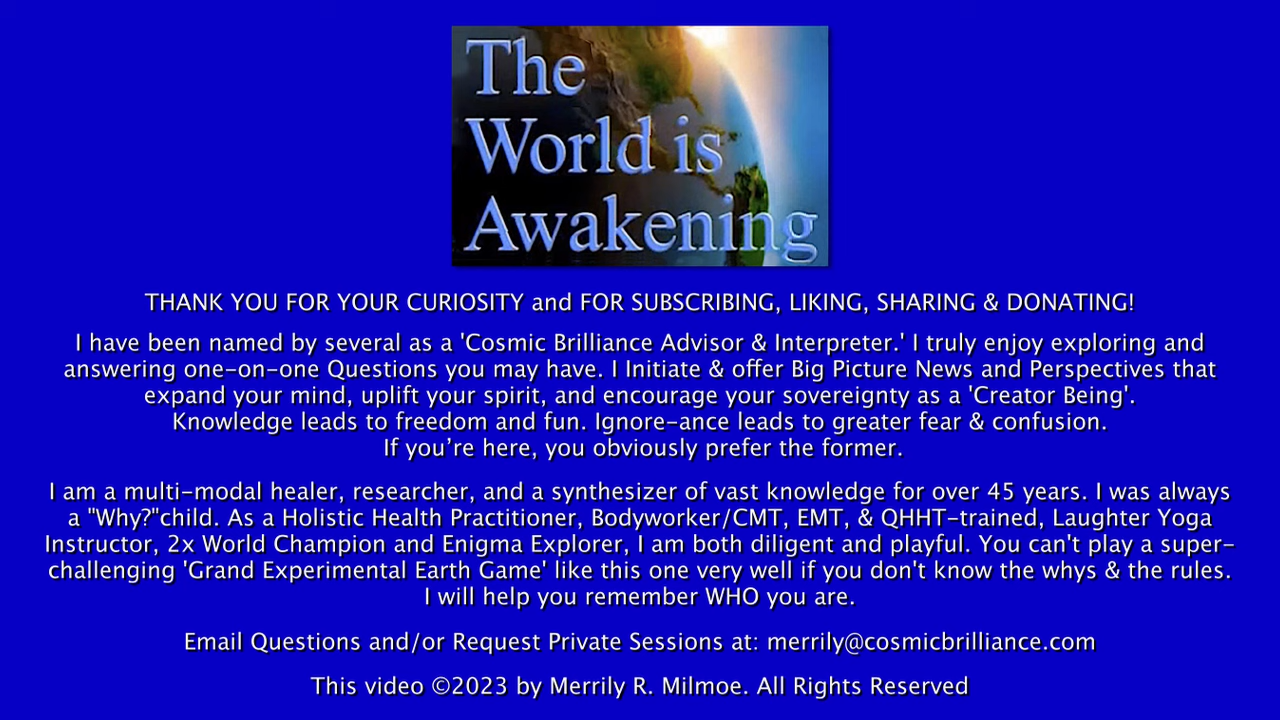 The
World is
Awakening
THANK YOU FOR YOUR CURIOSITY and FOR SUBSCRIBING, LIKING, SHARING & DONATING!
I have been named by several as a 'Cosmic Brilliance Advisor & Interpreter.' I truly enjoy exploring and
answering one-on-one Questions you may have. I Initiate & offer Big Picture News and Perspectives that
expand your mind, uplift your spirit, and encourage your sovereignty as a 'Creator Being'.
Knowledge leads to freedom and fun. Ignore-ance leads to greater fear & confusion.
If you’re here, you obviously prefer the former.
I am a multi-modal healer, researcher, and a synthesizer of vast knowledge for over 45 years. I was always
a "Why?"child. As a Holistic Health Practitioner, Bodyworker/CMT, EMT, & QHHT-trained, Laughter Yoga
Instructor, 2x World Champion and Enigma Explorer, I am both diligent and playful. You can't play a super-
challenging 'Grand Experimental Earth Game' like this one very well if you don't know the whys & the rules.
I will help you remember WHO you are.
Email Questions and/or Request Private Sessions at: merrily@cosmicbrilliance.com
This video ©2023 by Merrily R. Milmoe. All Rights Reserved